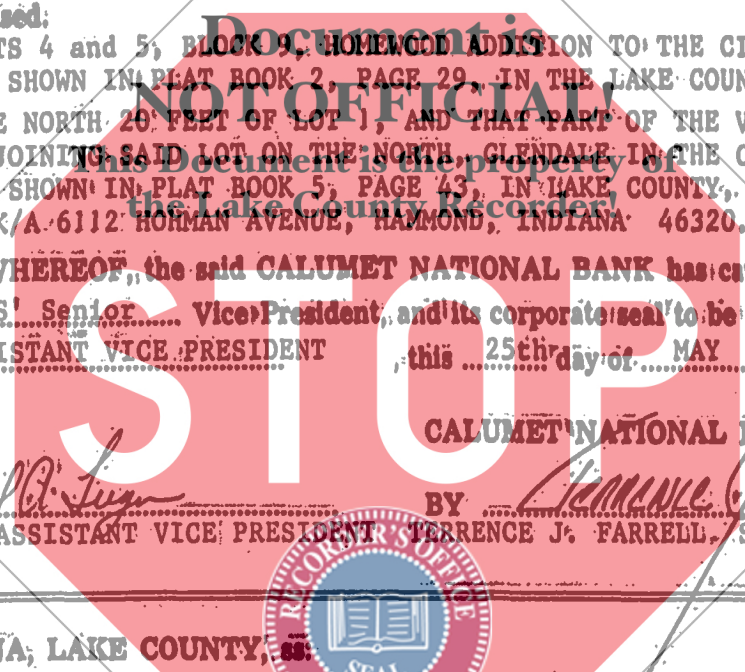 sed:
TS 4 and 5, BLOCK 9, HOMEWOOD ADDITION TO THE CI
Document is
SHOWN IN PLAT BOOK 2, PAGE 29, IN THE LAKE COUN
NOT OFFICIAL!
E NORTH 20 FEET OF LOT 1, AND THAT PART OF THE V
JOINING SAID LOT ON THE NORTH, GLENDALE IN THE C
This Document is the property of
SHOWN IN PLAT BOOK 5, PAGE 43, IN LAKE COUNTY,
the Lake County Recorder!
K/A 6112 HOHMAN AVENUE, HAMMOND, INDIANA 46320.
WHEREOF, the said CALUMET NATIONAL BANK has ca
STOP
S' Senior Vice President, and its corporate seal to be
ISTANT VICE PRESIDENT , this 25th day of MAY
CALUMET NATIONAL
BY
ASSISTANT VICE PRESIDENT TERRENCE J. FARRELL, S
RECORDER'S OFFICE
SEAL
NA, LAKE COUNTY, ss: